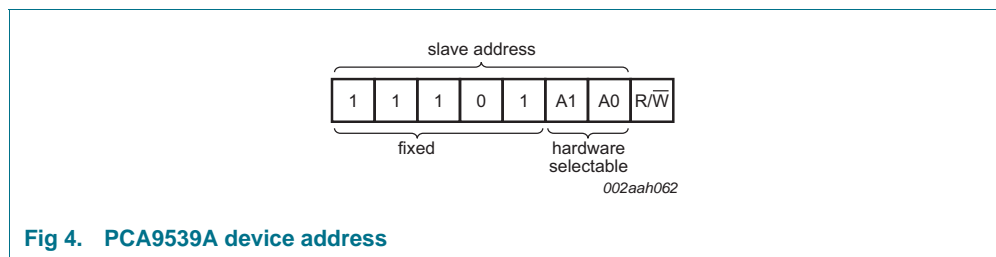 slave address
1 1 1 0 1 A1 A0 R/W̅
fixed
hardware
selectable
002aah062
Fig 4. PCA9539A device address